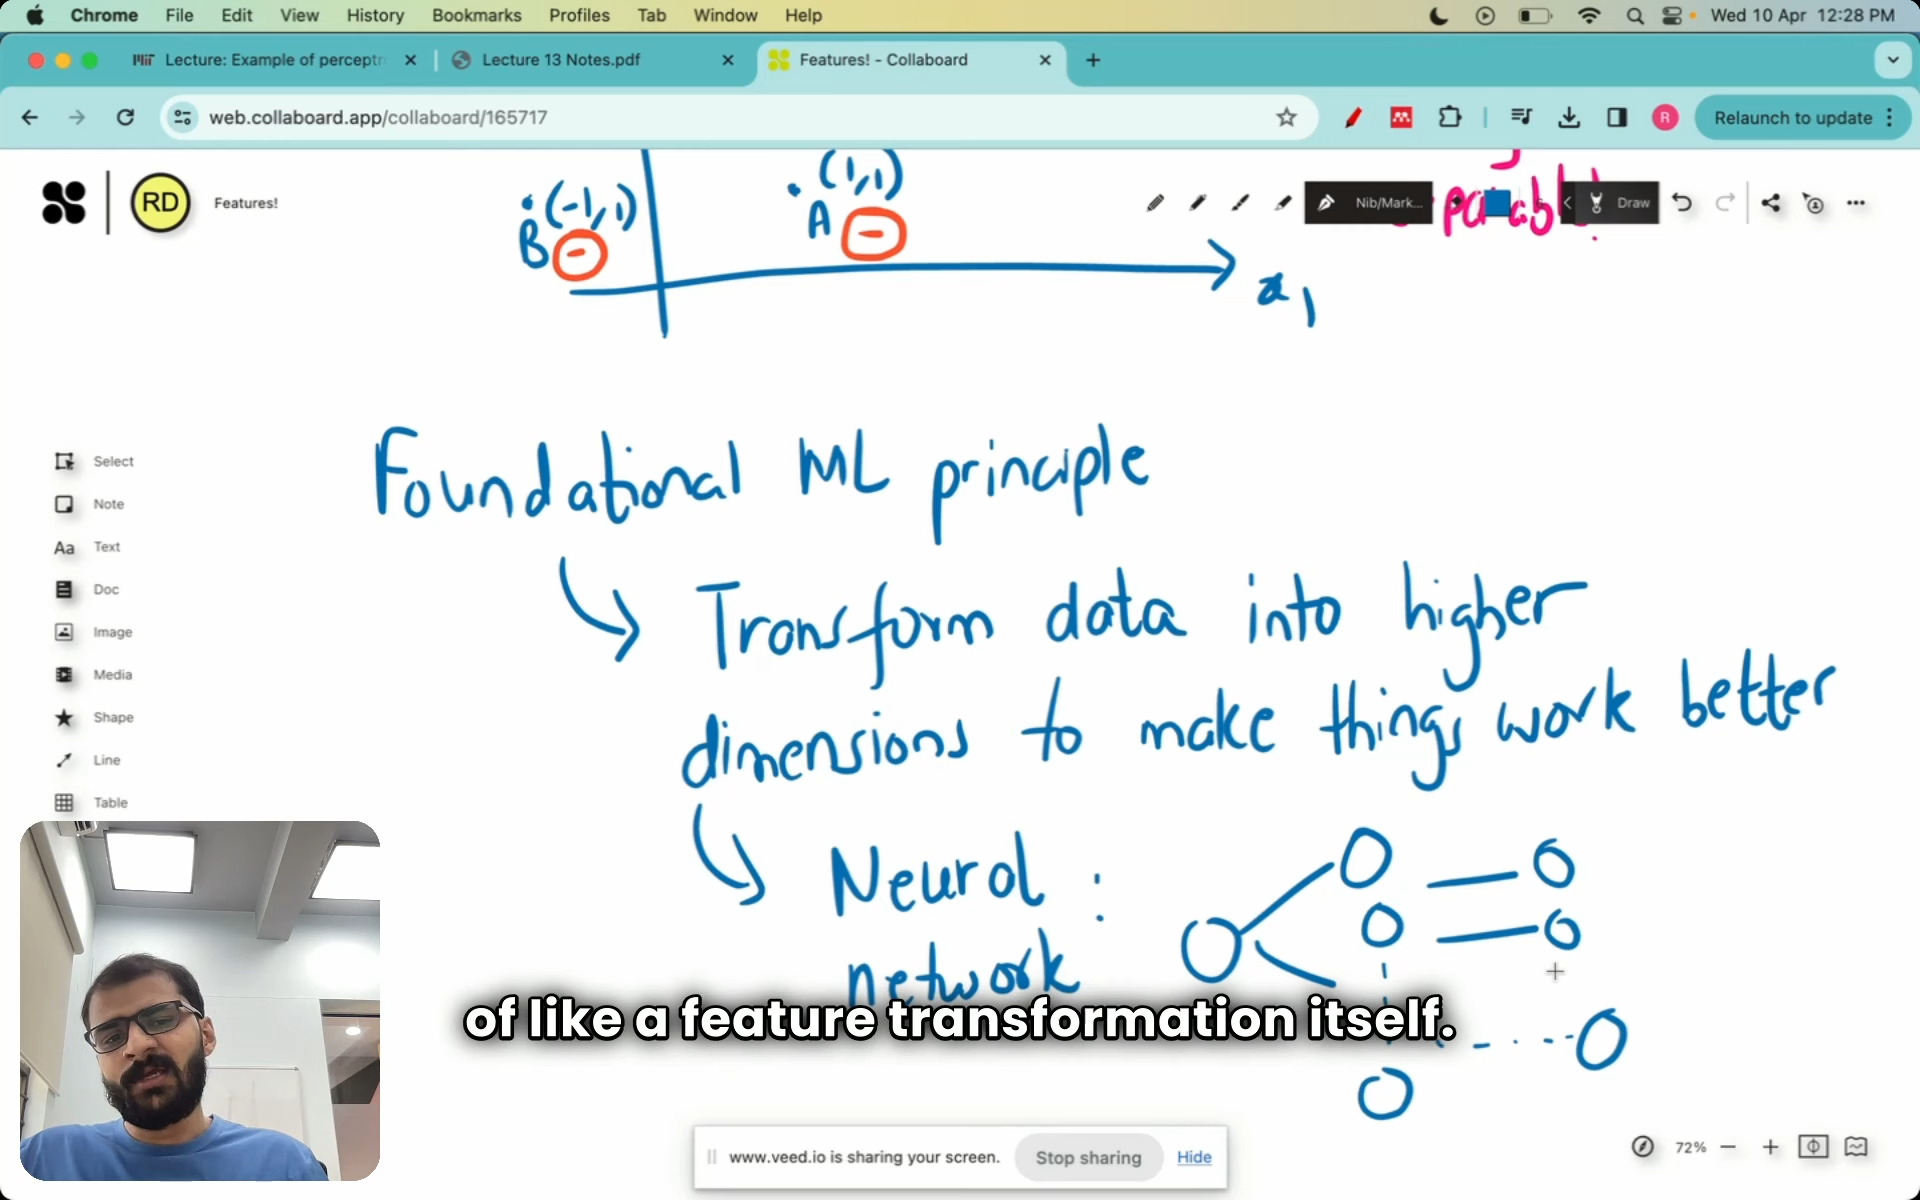 Chrome File Edit View History Bookmarks Profiles Tab Window Help Wed 10 Apr 12:28 PM
Lecture: Example of perceptr Lecture 13 Notes.pdf Features! - Collaboard
web.collaboard.app/collaboard/165717 R Relaunch to update
RD Features! Nib/Mark... Draw
(-1,1)
B -
(1,1)
A -
x1
Foundational ML principle
Transform data into higher
dimensions to make things work better
Neural :
network
Select
Note
Aa Text
Doc
Image
Media
Shape
Line
Table
of like a feature transformation itself.
www.veed.io is sharing your screen. Stop sharing Hide
72%